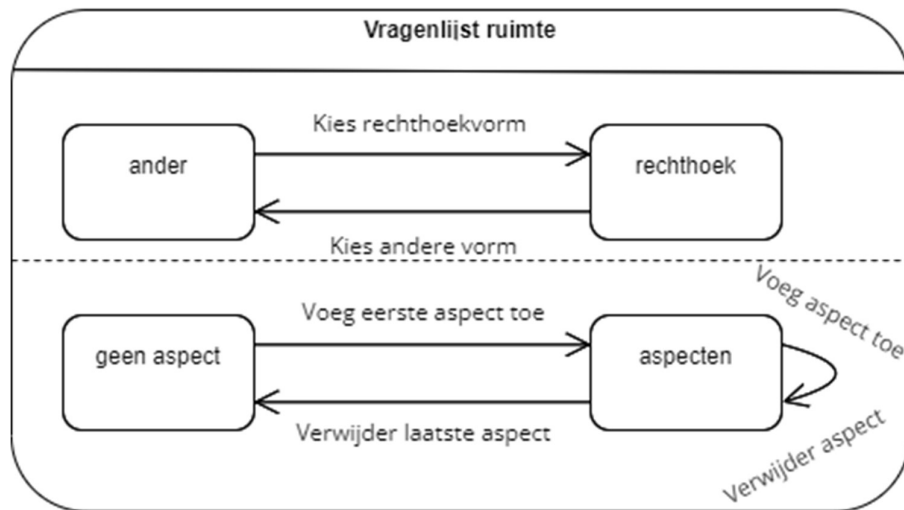 Vragenlijst ruimte
Kies rechthoekvorm
ander
rechthoek
Kies andere vorm
Voeg eerste aspect toe
Voeg aspect toe
geen aspect
aspecten
Verwijder laatste aspect
Verwijder aspect